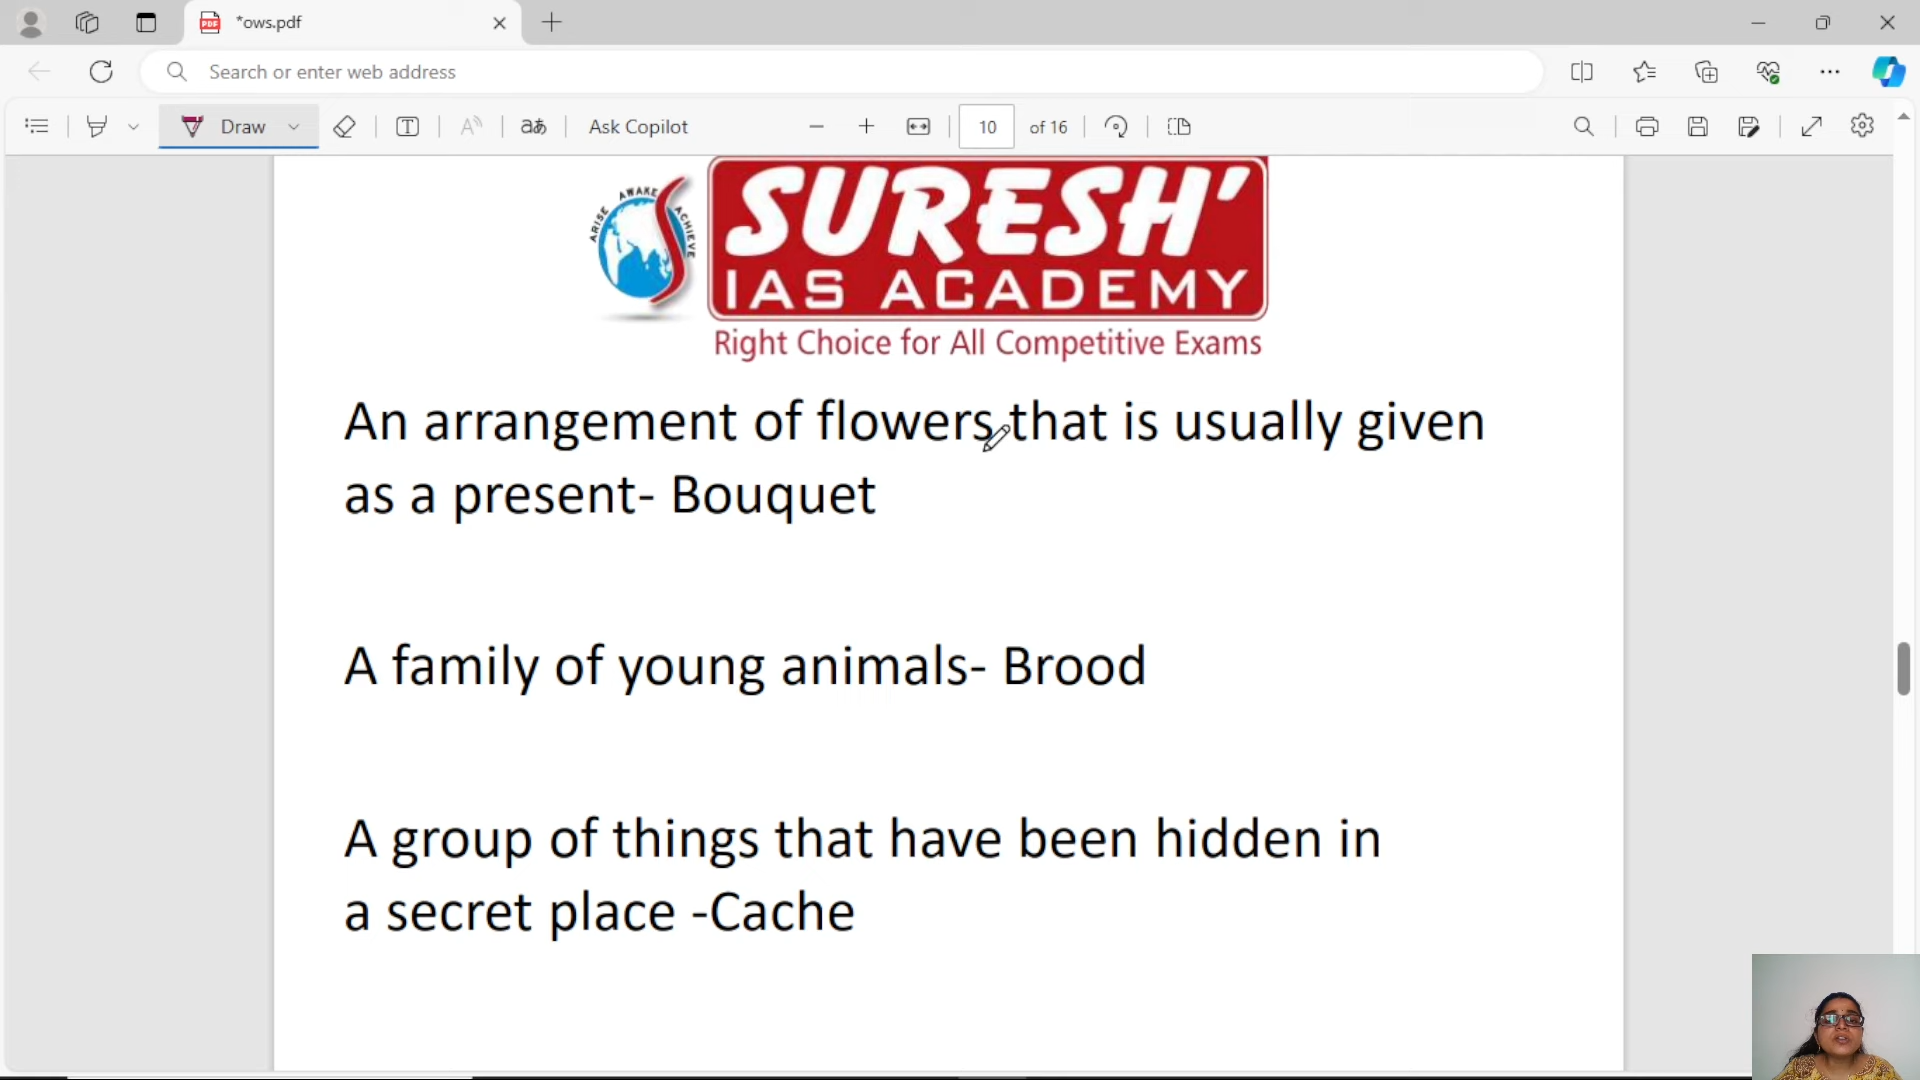 *ows.pdf
Search or enter web address
Draw
Ask Copilot
10 of 16
ARISE AWAKE ACHIEVE
SURESH'
IAS ACADEMY
Right Choice for All Competitive Exams
An arrangement of flowers that is usually given
as a present- Bouquet
A family of young animals- Brood
A group of things that have been hidden in
a secret place -Cache